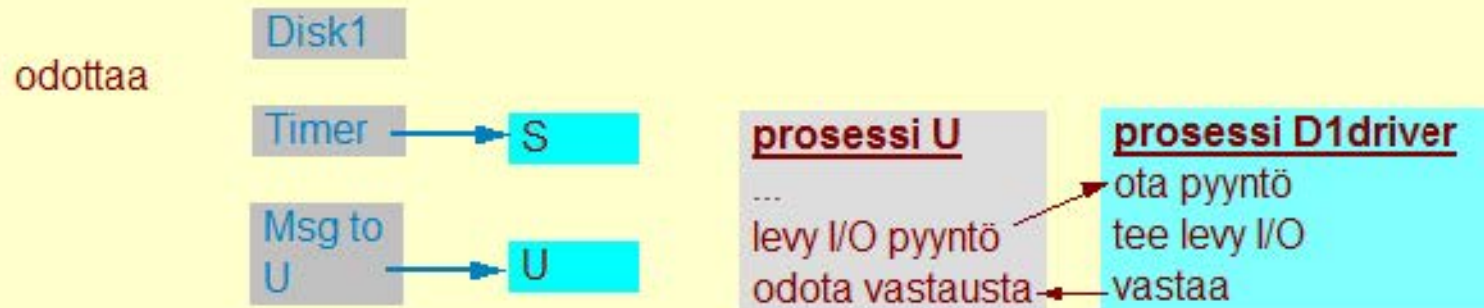 odottaa
Disk1
Timer
S
Msg to
U
U
prosessi U
...
levy I/O pyyntö
odota vastausta
prosessi D1driver
ota pyyntö
tee levy I/O
vastaa